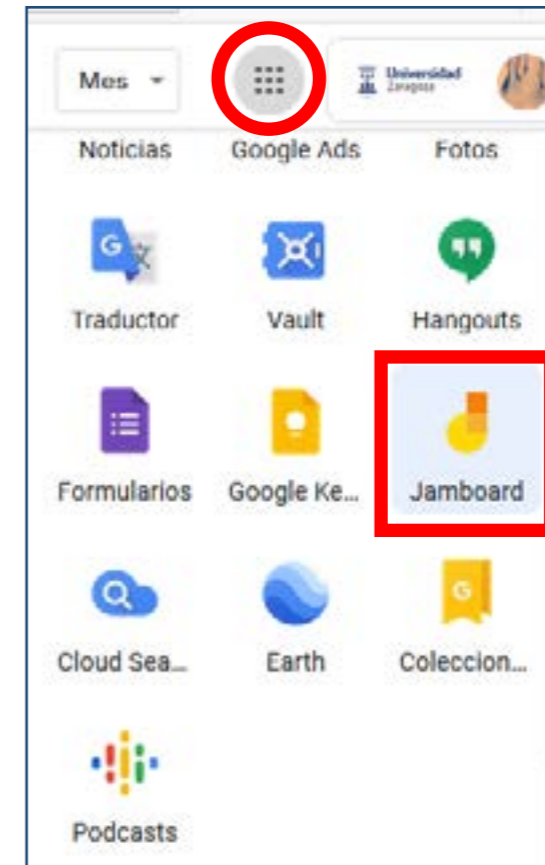 Mes
Universidad
Zaragoza
Noticias Google Ads Fotos
Traductor Vault Hangouts
Formularios Google Ke... Jamboard
Cloud Sea... Earth Coleccion...
Podcasts